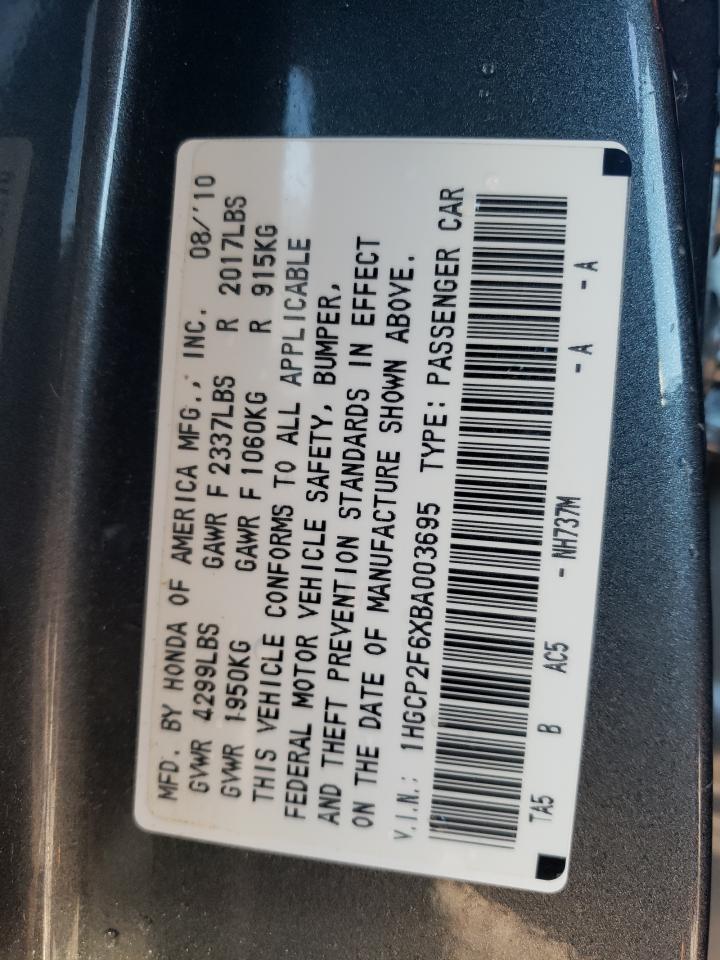 MFD. BY HONDA OF AMERICA MFG., INC. 08/'10
GVWR 4299LBS GAWR F 2337LBS R 2017LBS
GVWR 1950KG GAWR F 1060KG R 915KG
THIS VEHICLE CONFORMS TO ALL APPLICABLE
FEDERAL MOTOR VEHICLE SAFETY, BUMPER,
AND THEFT PREVENTION STANDARDS IN EFFECT
ON THE DATE OF MANUFACTURE SHOWN ABOVE.
V.I.N.: 1HGCP2F6XBA003695 TYPE: PASSENGER CAR
TA5 B AC5 - NH737M - A - A